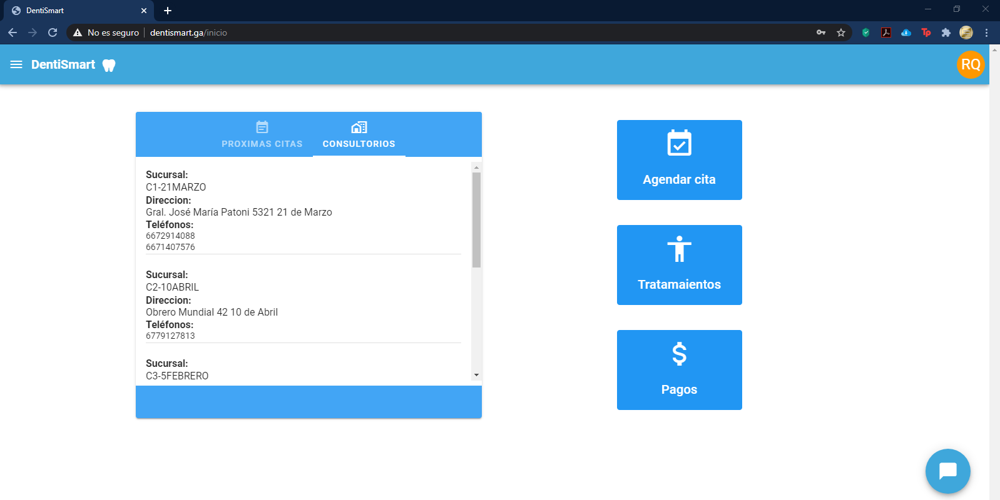 DentiSmart
No es seguro dentismart.ga/inicio
DentiSmart
RQ
PROXIMAS CITAS
CONSULTORIOS
Sucursal:
C1-21MARZO
Direccion:
Gral. José María Patoni 5321 21 de Marzo
Teléfonos:
6672914088
6671407576
Sucursal:
C2-10ABRIL
Direccion:
Obrero Mundial 42 10 de Abril
Teléfonos:
6779127813
Sucursal:
C3-5FEBRERO
Agendar cita
Tratamaientos
$
Pagos